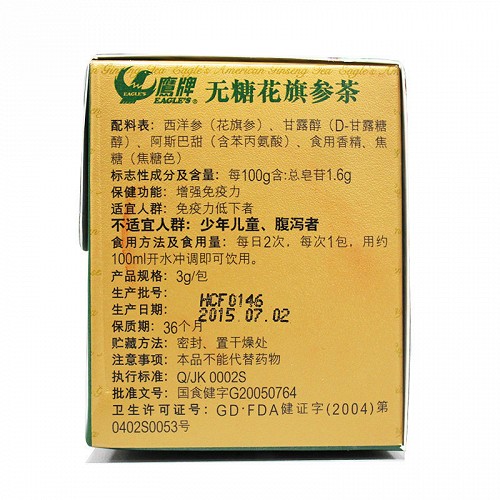 Eagle's American Ginseng Tea
鹰牌
EAGLE'S
EAGLE'S®
无糖花旗参茶
配料表：西洋参（花旗参）、甘露醇（D-甘露糖
醇）、阿斯巴甜（含苯丙氨酸）、食用香精、焦
糖（焦糖色）
标志性成分及含量：每100g含：总皂苷1.6g
保健功能：增强免疫力
适宜人群：免疫力低下者
不适宜人群：少年儿童、腹泻者
食用方法及食用量：每日2次，每次1包，用约
100ml开水冲调即可饮用。
产品规格：3g/包
生产批号：HCF0146
生产日期：2015.07.02
保质期：36个月
贮藏方法：密封、置干燥处
注意事项：本品不能代替药物
执行标准：Q/JK 0002S
批准文号：国食健字G20050764
卫生许可证号：GD·FDA健证字(2004)第
0402S0053号